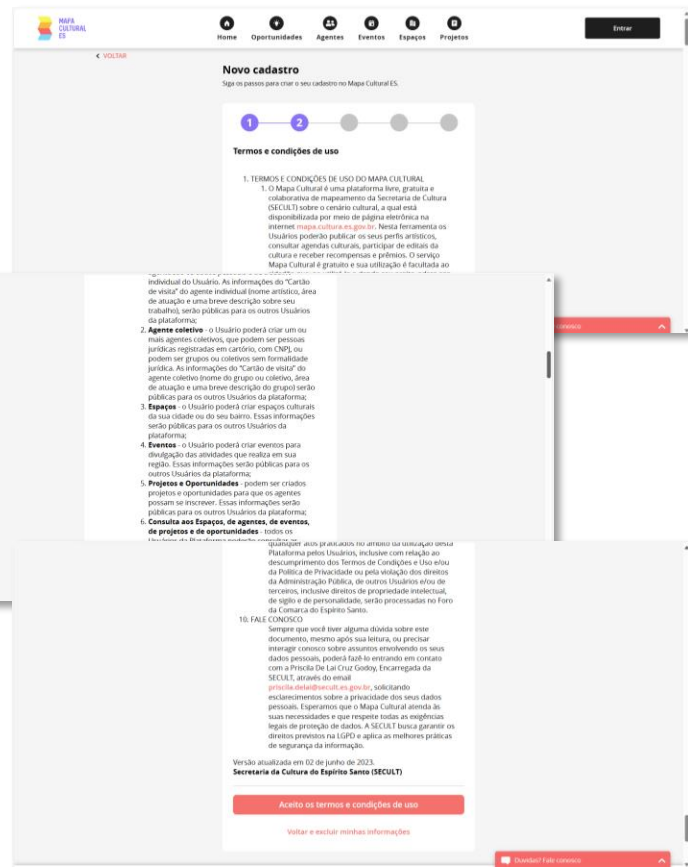 MAPA
CULTURAL
ES
Home
Oportunidades
Agentes
Eventos
Espaços
Projetos
Entrar
VOLTAR
Novo cadastro
Siga os passos para criar o seu cadastro no Mapa Cultural ES.
1
2
Termos e condições de uso
1. TERMOS E CONDIÇÕES DE USO DO MAPA CULTURAL
1. O Mapa Cultural é uma plataforma livre, gratuita e
colaborativa de mapeamento da Secretaria de Cultura
(SECULT) sobre o cenário cultural, a qual está
disponibilizada por meio de página eletrônica na
internet mapa.cultura.es.gov.br. Nesta ferramenta os
Usuários poderão publicar os seus perfis artísticos,
consultar agendas culturais, participar de editais da
cultura e receber recompensas e prêmios. O serviço
Mapa Cultural é gratuito e sua utilização é facultada ao
conosco
individual do Usuário. As informações do "Cartão
de visita" do agente individual (nome artístico, área
de atuação e uma breve descrição sobre seu
trabalho), serão públicas para os outros Usuários
da plataforma;
2. Agente coletivo - o Usuário poderá criar um ou
mais agentes coletivos, que podem ser pessoas
jurídicas registradas em cartório, com CNPJ, ou
podem ser grupos ou coletivos sem formalidade
jurídica. As informações do "Cartão de visita" do
agente coletivo (nome do grupo ou coletivo, área
de atuação e uma breve descrição do grupo) serão
públicas para os outros Usuários da plataforma;
3. Espaços - o Usuário poderá criar espaços culturais
da sua cidade ou do seu bairro. Essas informações
serão públicas para os outros Usuários da
plataforma;
4. Eventos - o Usuário poderá criar eventos para
divulgação das atividades que realiza em sua
região. Essas informações serão públicas para os
outros Usuários da plataforma;
5. Projetos e Oportunidades - podem ser criados
projetos e oportunidades para que os agentes
possam se inscrever. Essas informações serão
públicas para os outros Usuários da plataforma;
6. Consulta aos Espaços, de agentes, de eventos,
de projetos e de oportunidades - todos os
quaisquer atos praticados no âmbito da utilização desta
Plataforma pelos Usuários, inclusive com relação ao
descumprimento dos Termos de Condições e Uso e/ou
da Política de Privacidade ou pela violação dos direitos
da Administração Pública, de outros Usuários e/ou de
terceiros, inclusive direitos de propriedade intelectual,
de sigilo e de personalidade, serão processadas no Foro
da Comarca do Espírito Santo.
10. FALE CONOSCO
Sempre que você tiver alguma dúvida sobre este
documento, mesmo após sua leitura, ou precisar
interagir conosco sobre assuntos envolvendo os seus
dados pessoais, poderá fazê-lo entrando em contato
com a Priscila De Lai Cruz Godoy, Encarregada da
SECULT, através do email
priscila.delai@secult.es.gov.br, solicitando
esclarecimentos sobre a privacidade dos seus dados
pessoais. Esperamos que o Mapa Cultural atenda às
suas necessidades e que respeite todas as exigências
legais de proteção de dados. A SECULT busca garantir os
direitos previstos na LGPD e aplica as melhores práticas
de segurança da informação.
Versão atualizada em 02 de junho de 2023.
Secretaria da Cultura do Espírito Santo (SECULT)
Aceito os termos e condições de uso
Voltar e excluir minhas informações
Dúvidas? Fale conosco